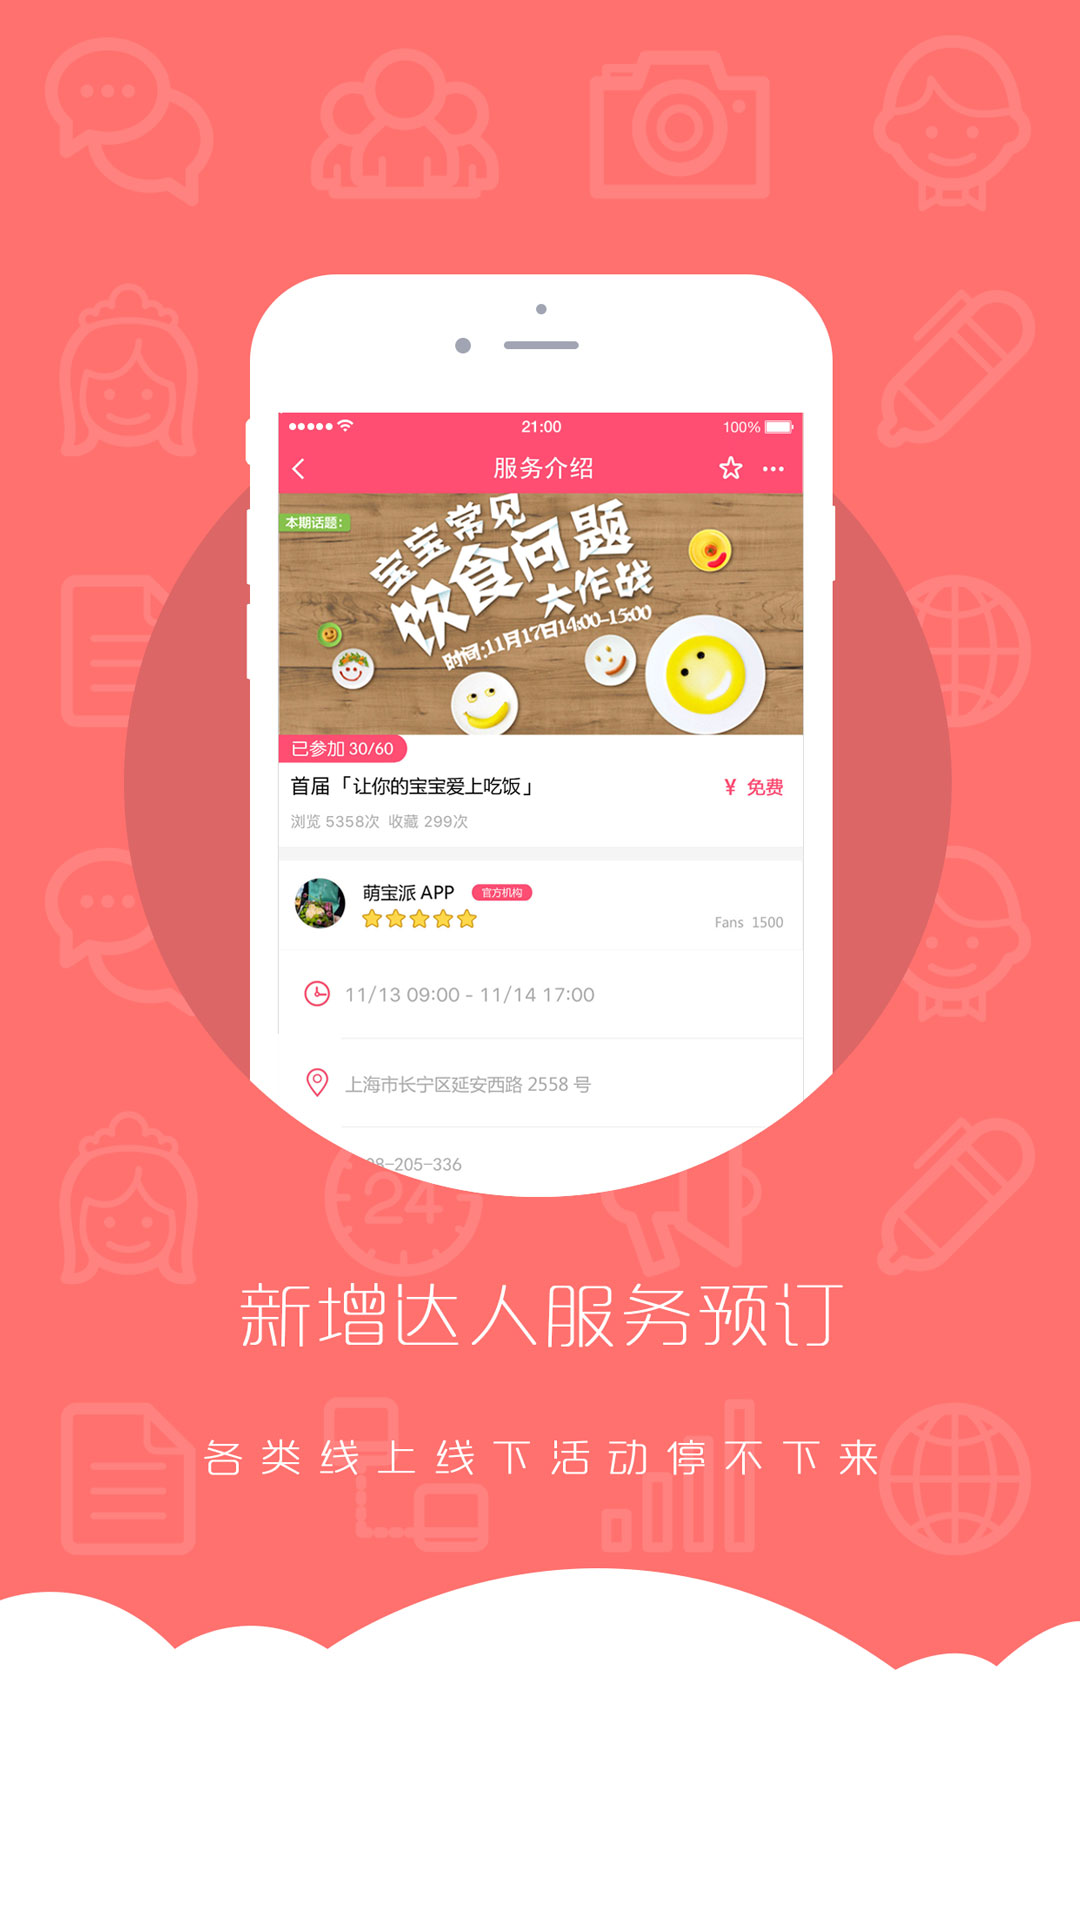 21:00
100%
服务介绍
本期话题:
宝宝常见
饮食问题
大作战
时间:11月17日14:00-15:00
已参加 30/60
首届「让你的宝宝爱上吃饭」
¥ 免费
浏览 5358次 收藏 299次
萌宝派 APP
官方机构
Fans 1500
11/13 09:00 - 11/14 17:00
上海市长宁区延安西路 2558 号
-205-336
24
新增达人服务预订
各类线上线下活动停不下来